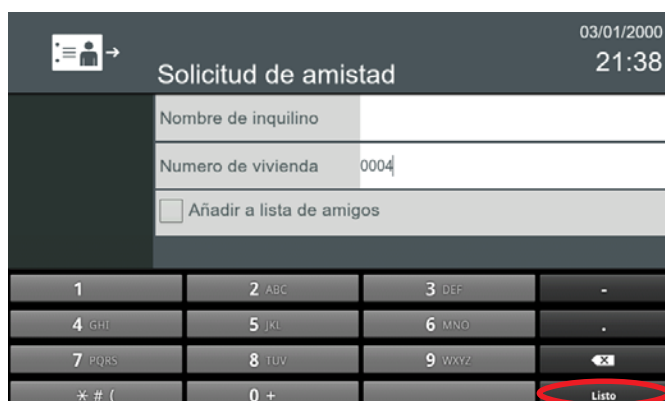 03/01/2000
21:38
Solicitud de amistad
Nombre de inquilino
Numero de vivienda 0004
Añadir a lista de amigos
1 2 ABC 3 DEF -
4 GHI 5 JKL 6 MNO .
7 PQRS 8 TUV 9 WXYZ
* # ( 0 + Listo